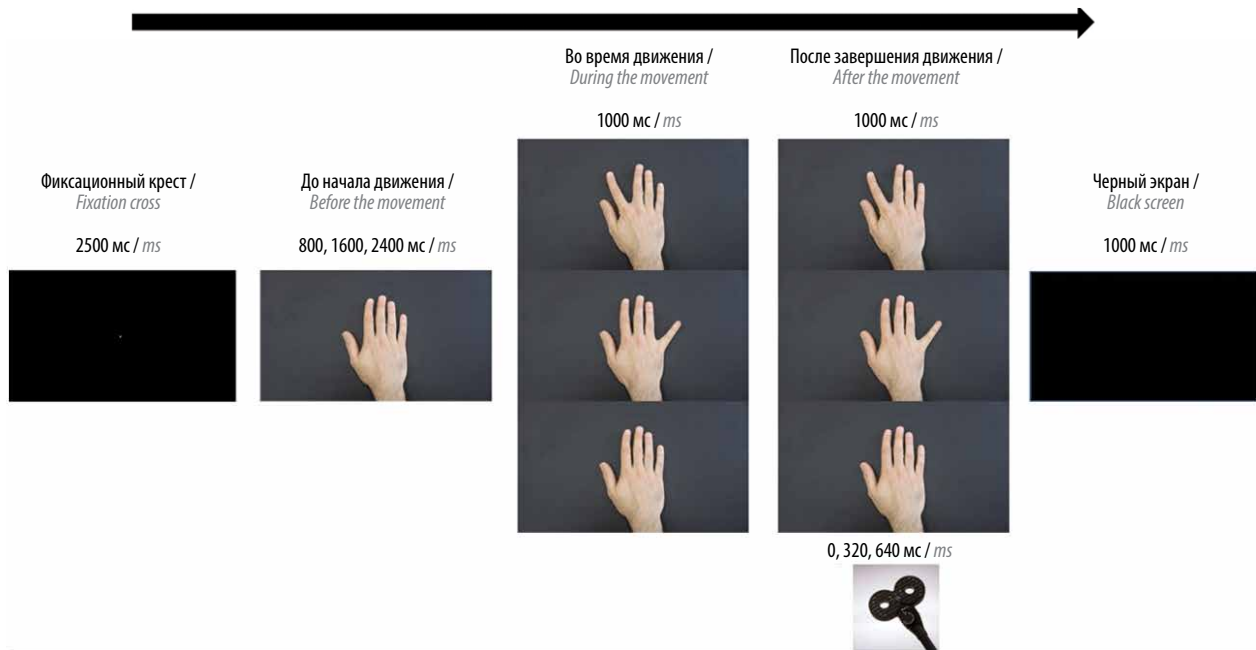 Во время движения /
During the movement
1000 мс / ms
После завершения движения /
After the movement
1000 мс / ms
Фиксационный крест /
Fixation cross
2500 мс / ms
До начала движения /
Before the movement
800, 1600, 2400 мс / ms
Черный экран /
Black screen
1000 мс / ms
0, 320, 640 мс / ms